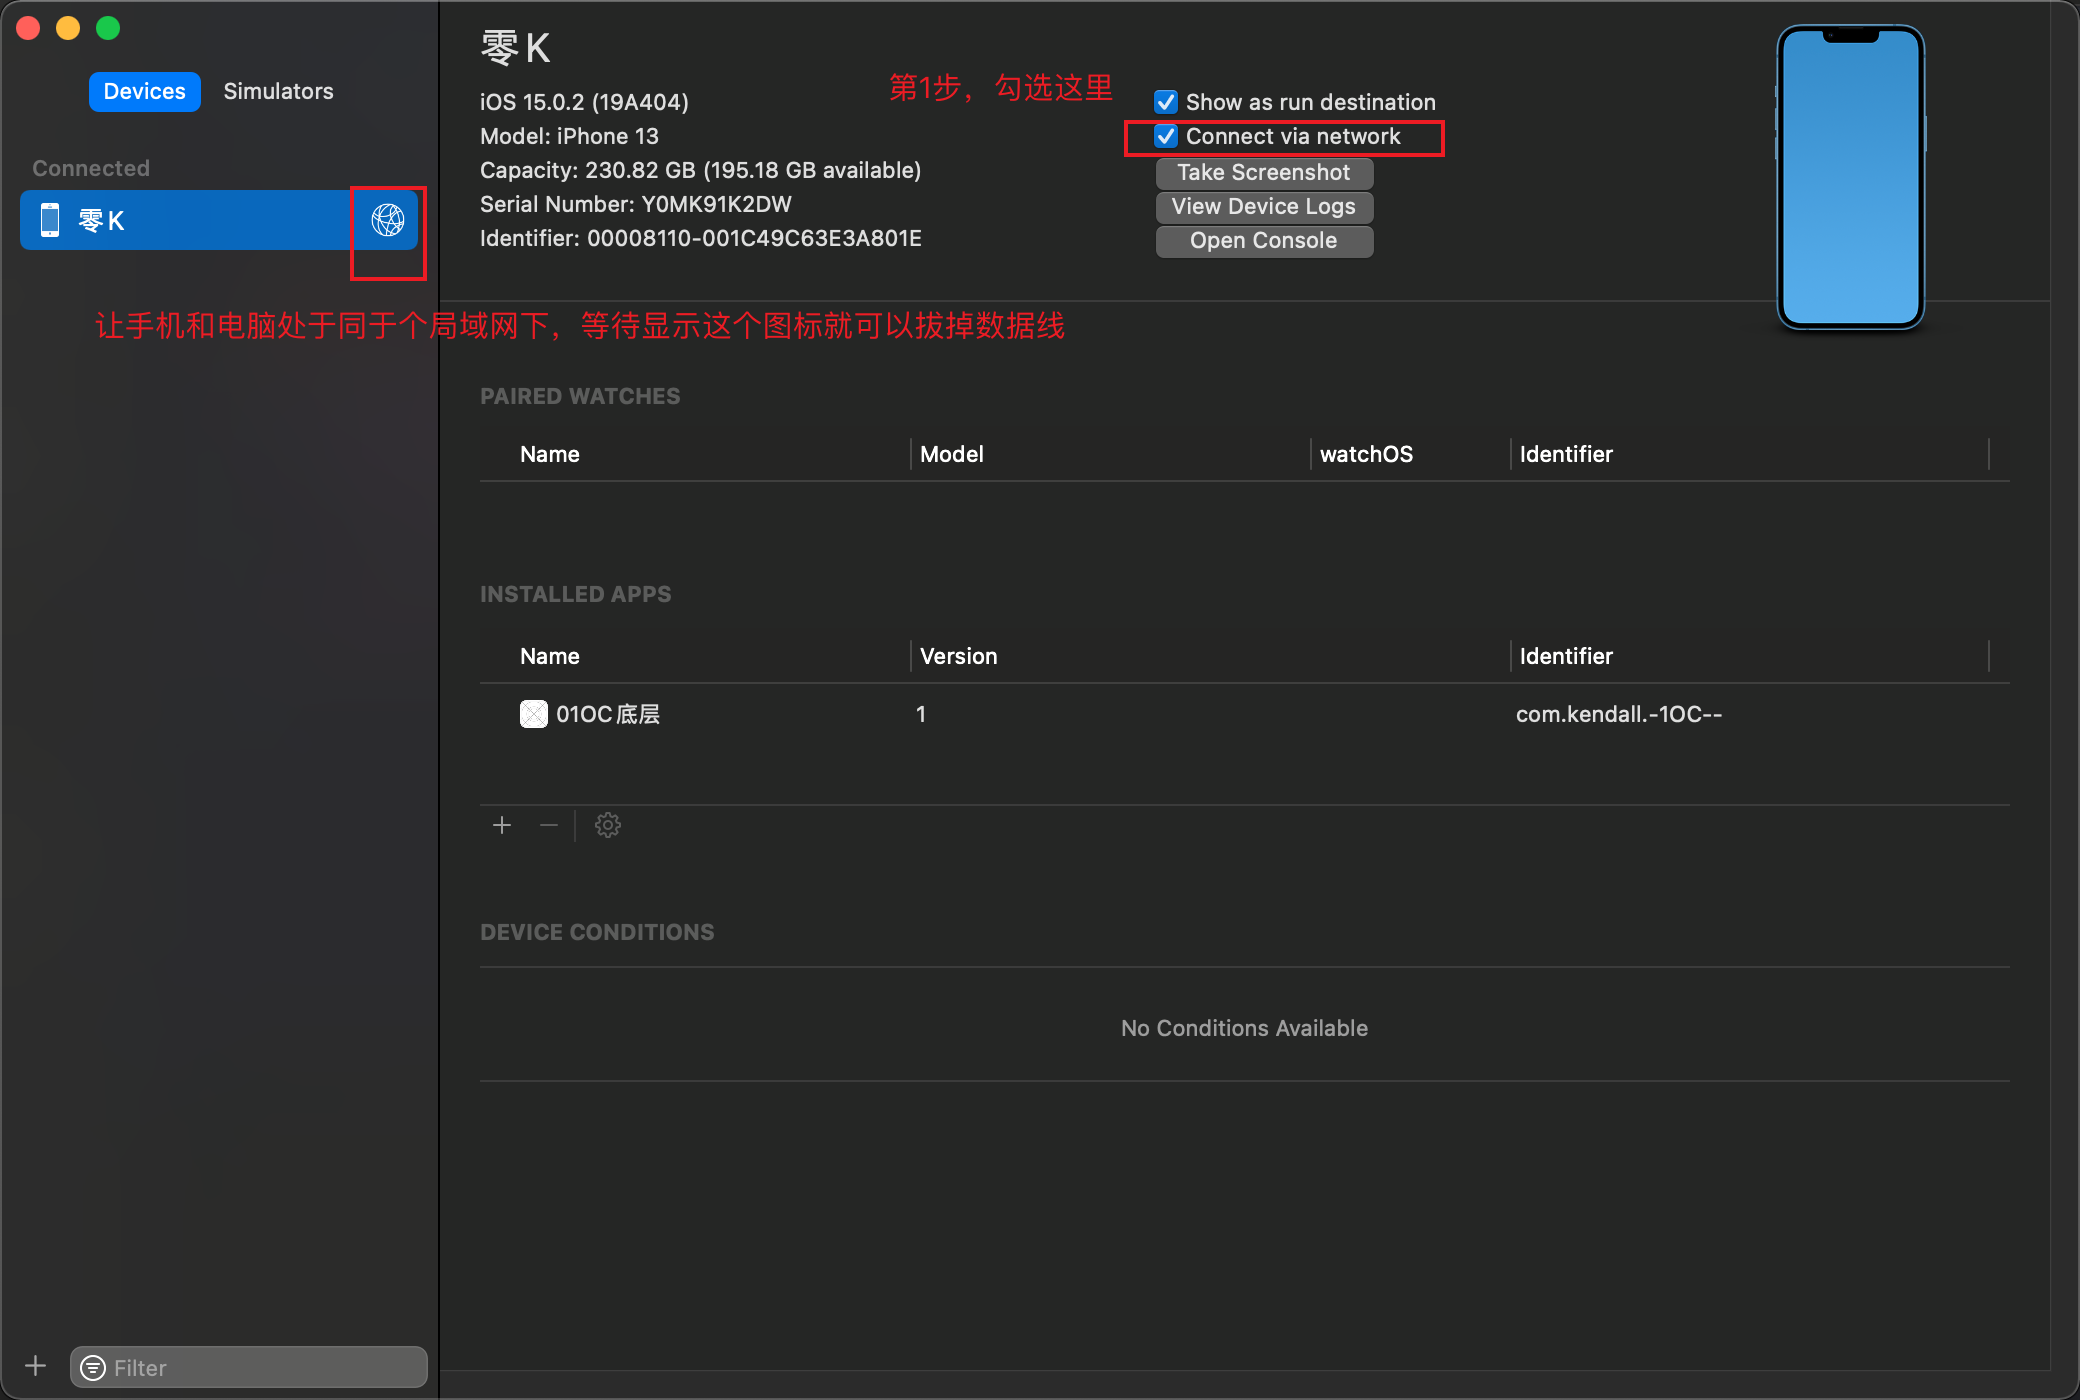 Devices
Simulators
Connected
零K
让手机和电脑处于同于个局域网下，等待显示这个图标就可以拔掉数据线
Filter
零K
iOS 15.0.2 (19A404)
Model: iPhone 13
Capacity: 230.82 GB (195.18 GB available)
Serial Number: Y0MK91K2DW
Identifier: 00008110-001C49C63E3A801E
第1步，勾选这里
Show as run destination
Connect via network
Take Screenshot
View Device Logs
Open Console
PAIRED WATCHES
Name Model watchOS Identifier
INSTALLED APPS
Name Version Identifier
01OC底层 1 com.kendall.-1OC--
DEVICE CONDITIONS
No Conditions Available